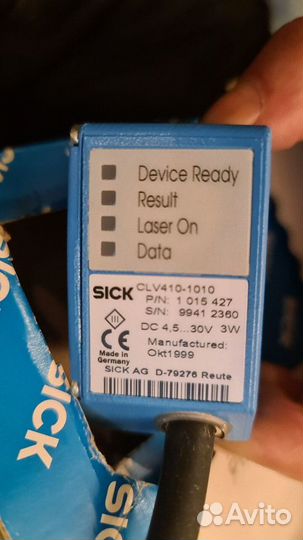 Device Ready
Result
Laser On
Data
SICK
CLV410-1010
P/N: 1 015 427
S/N: 9941 2360
DC 4,5...30V 3W
CE
Made in
Germany
Manufactured:
Okt1999
SICK AG D-79276 Reute
SICK
SICK
Avito